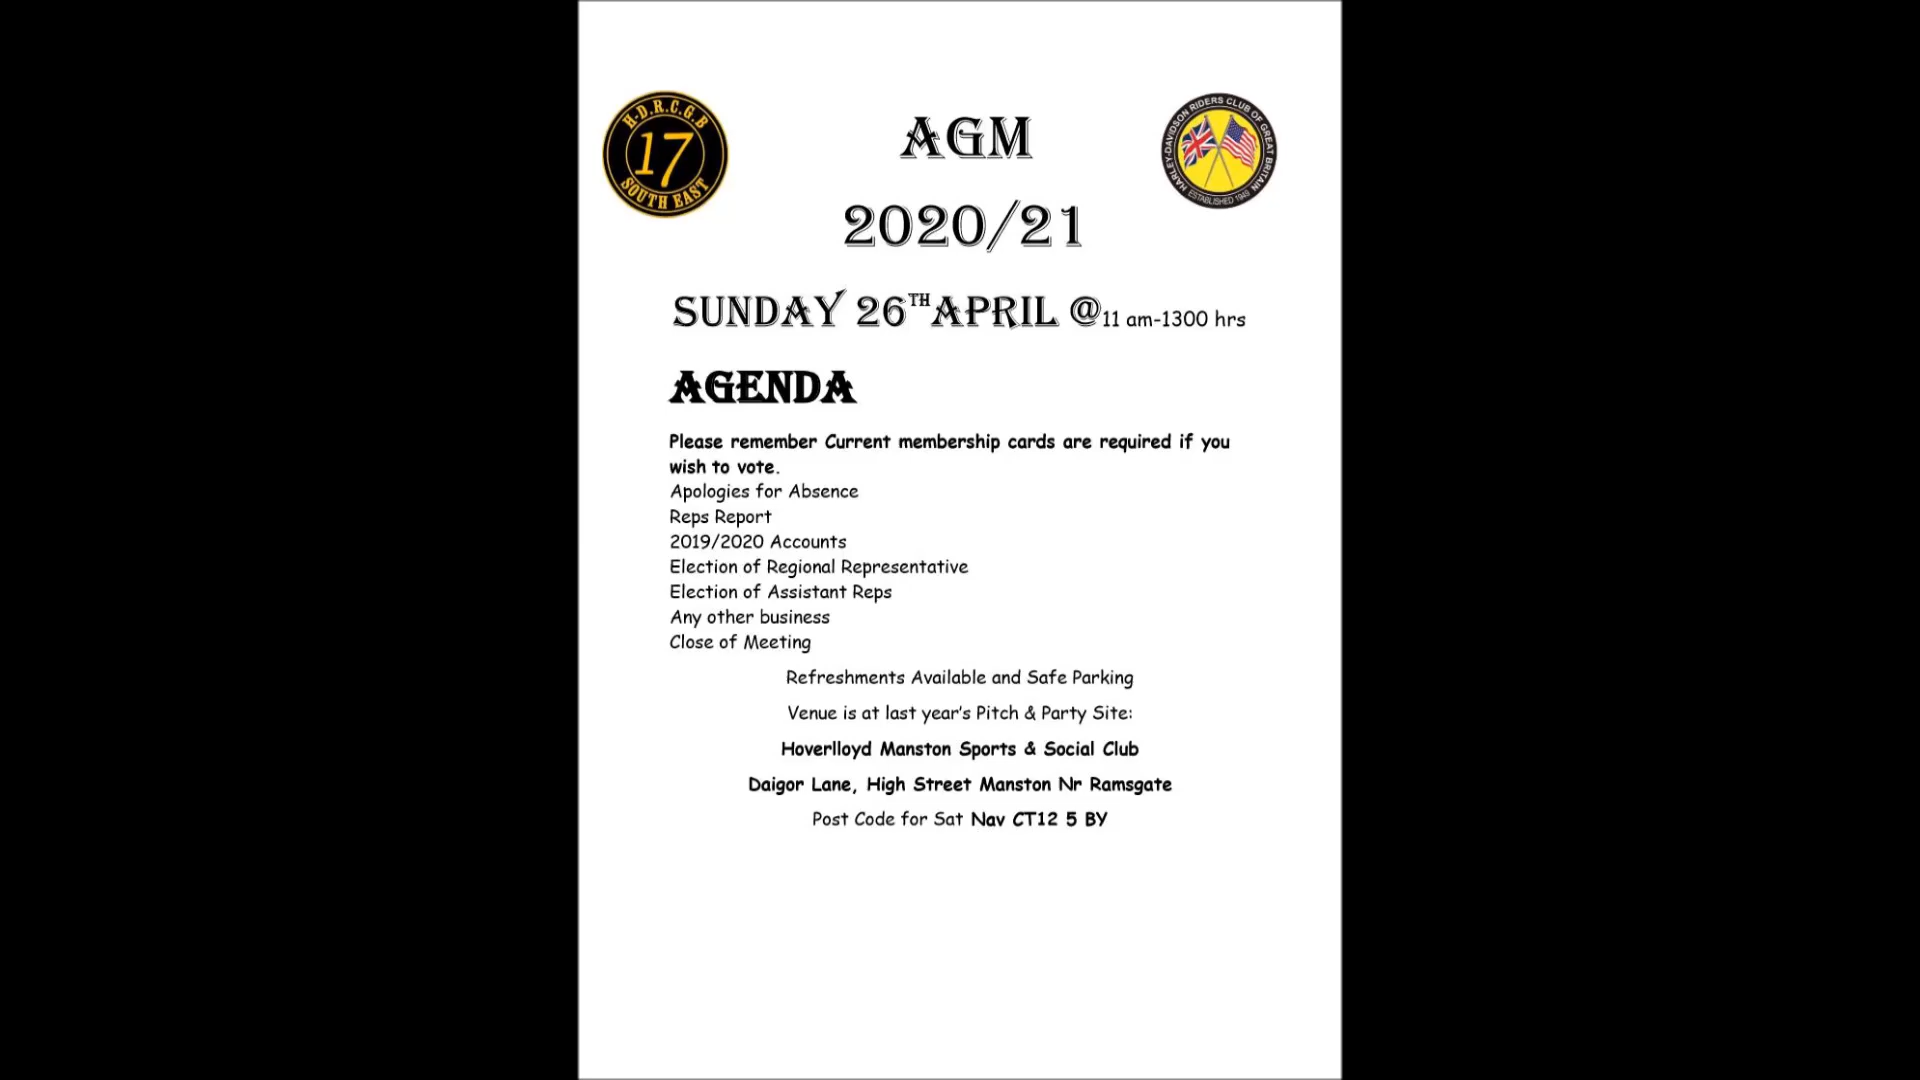 H-D.R.C.G.B
17
SOUTH EAST
AGM
HARLEY-DAVIDSON RIDERS CLUB OF GREAT BRITAIN
ESTABLISHED 1949
2020/21
SUNDAY 26TH APRIL @11 am-1300 hrs
AGENDA
Please remember Current membership cards are required if you
wish to vote.
Apologies for Absence
Reps Report
2019/2020 Accounts
Election of Regional Representative
Election of Assistant Reps
Any other business
Close of Meeting
Refreshments Available and Safe Parking
Venue is at last year's Pitch & Party Site:
Hoverlloyd Manston Sports & Social Club
Daigor Lane, High Street Manston Nr Ramsgate
Post Code for Sat Nav CT12 5 BY